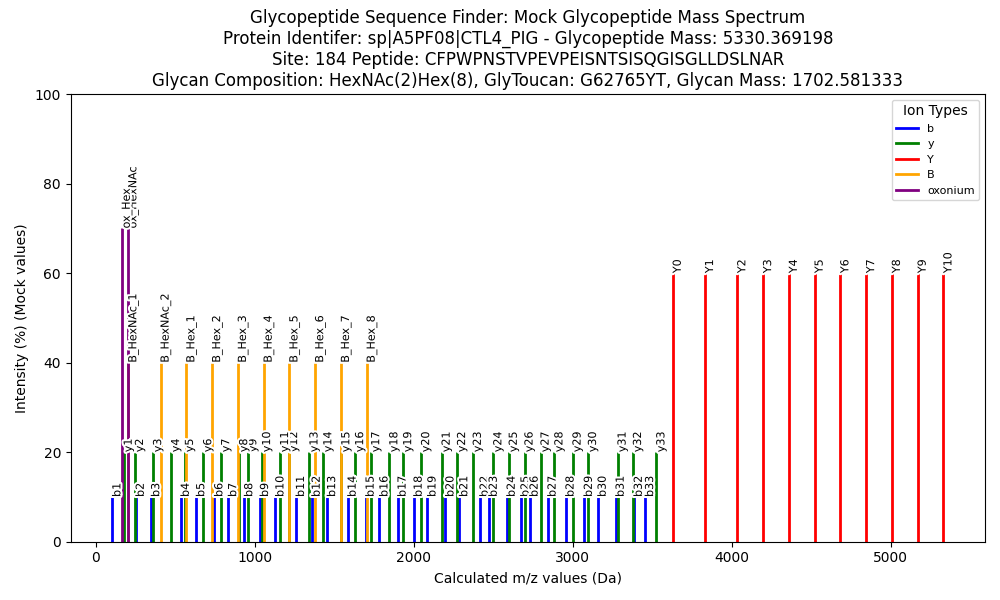 Glycopeptide Sequence Finder: Mock Glycopeptide Mass Spectrum
Protein Identifer: sp|A5PF08|CTL4_PIG - Glycopeptide Mass: 5330.369198
Site: 184 Peptide: CFPWPNSTVPEVPEISNTSISQGISGLLDSLNAR
Glycan Composition: HexNAc(2)Hex(8), GlyToucan: G62765YT, Glycan Mass: 1702.581333
Intensity (%) (Mock values)
100
80
60
40
20
0
Ion Types
b
y
Y
B
oxonium
ox_Hex
ox_HexNAc
B_HexNAc_1
B_HexNAc_2
B_Hex_1
B_Hex_2
B_Hex_3
B_Hex_4
B_Hex_5
B_Hex_6
B_Hex_7
B_Hex_8
Y0
Y1
Y2
Y3
Y4
Y5
Y6
Y7
Y8
Y9
Y10
y1
y2
y3
y4
y5
y6
y7
y8
y9
y10
y11
y12
y13
y14
y15
y16
y17
y18
y19
y20
y21
y22
y23
y24
y25
y26
y27
y28
y29
y30
y31
y32
y33
b1
b2
b3
b4
b5
b6
b7
b8
b9
b10
b11
b12
b13
b14
b15
b16
b17
b18
b19
b20
b21
b22
b23
b24
b25
b26
b27
b28
b29
b30
b31
b32
b33
0
1000
2000
3000
4000
5000
Calculated m/z values (Da)